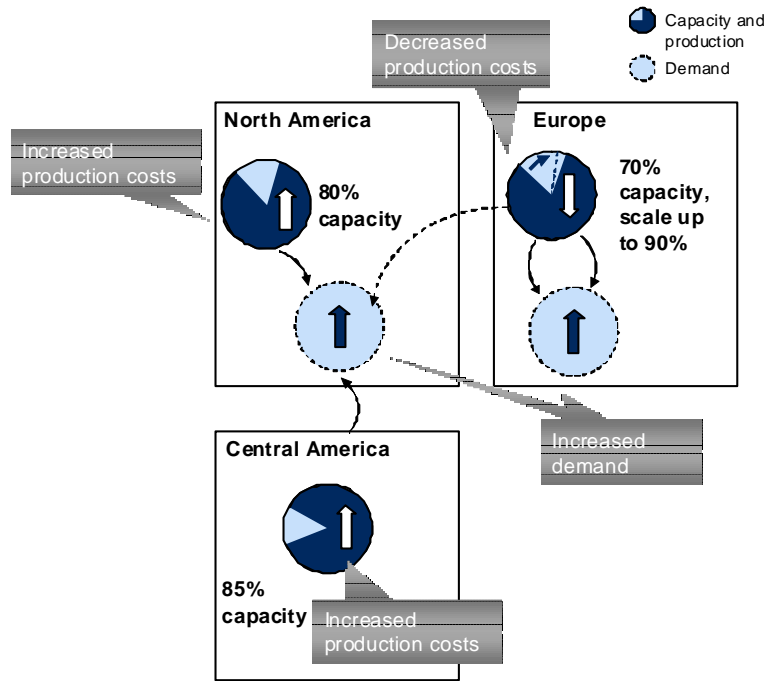 Capacity and
production
Demand
Decreased
production costs
North America
Europe
Increased
production costs
80%
capacity
70%
capacity,
scale up
to 90%
Increased
demand
Central America
85%
capacity
Increased
production costs